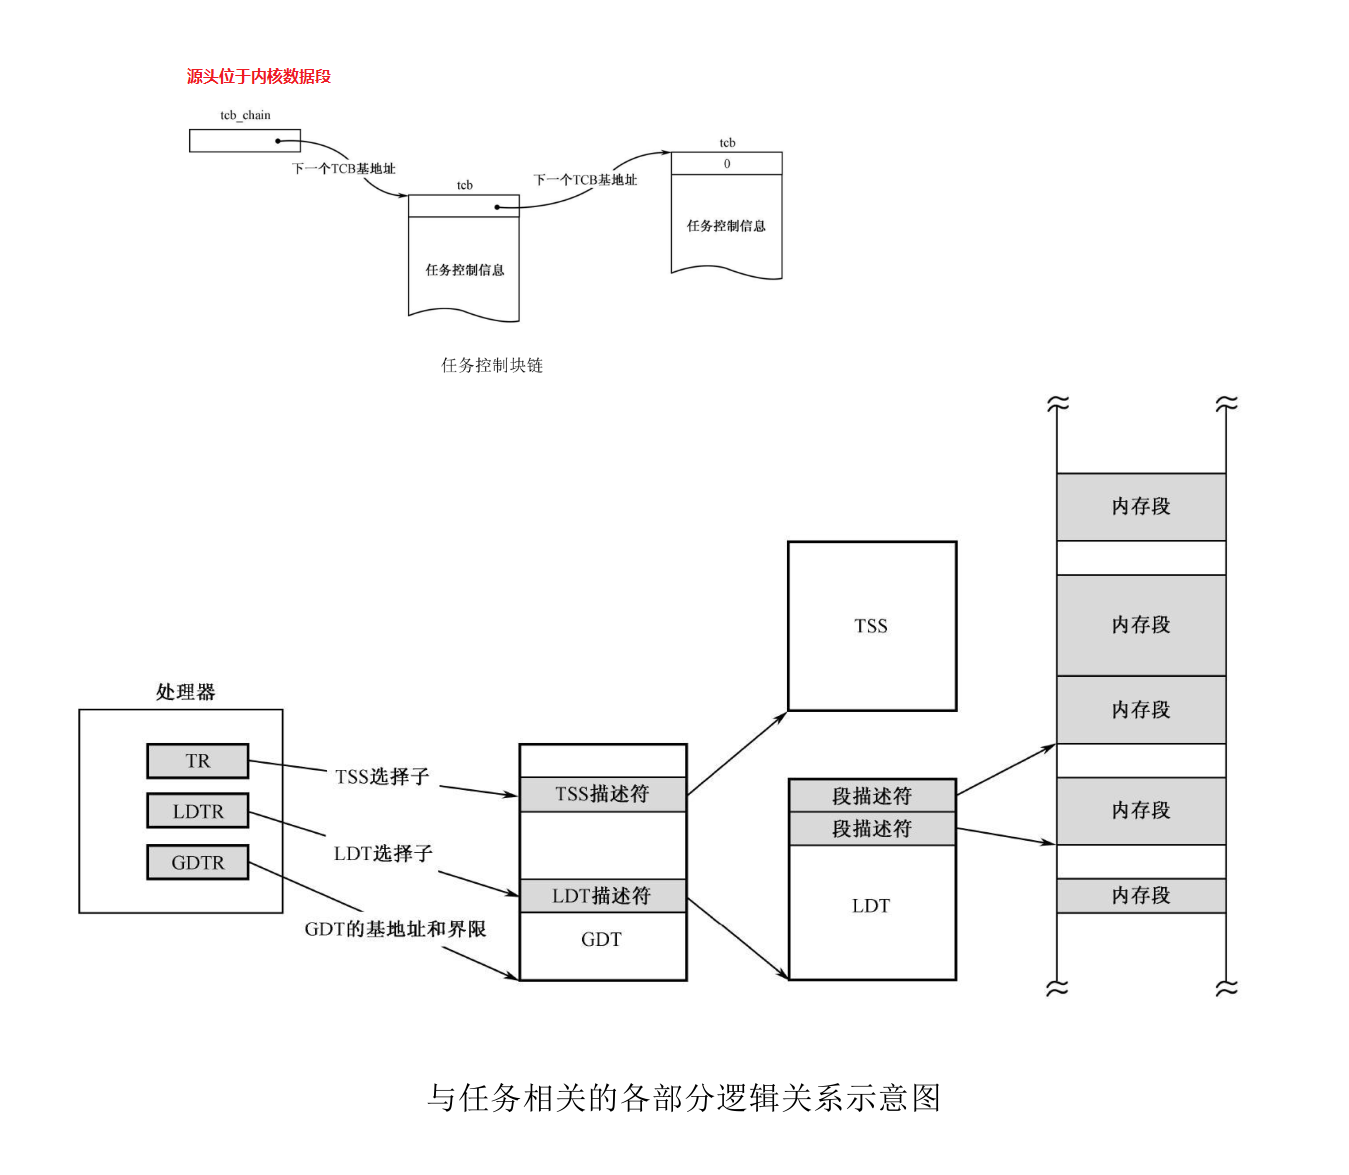 源头位于内核数据段
tcb_chain
下一个TCB基地址
tcb
任务控制信息
下一个TCB基地址
tcb
0
任务控制信息
任务控制块链
处理器
TR
LDTR
GDTR
TSS选择子
LDT选择子
GDT的基地址和界限
TSS描述符
LDT描述符
GDT
TSS
段描述符
段描述符
LDT
内存段
内存段
内存段
内存段
内存段
与任务相关的各部分逻辑关系示意图